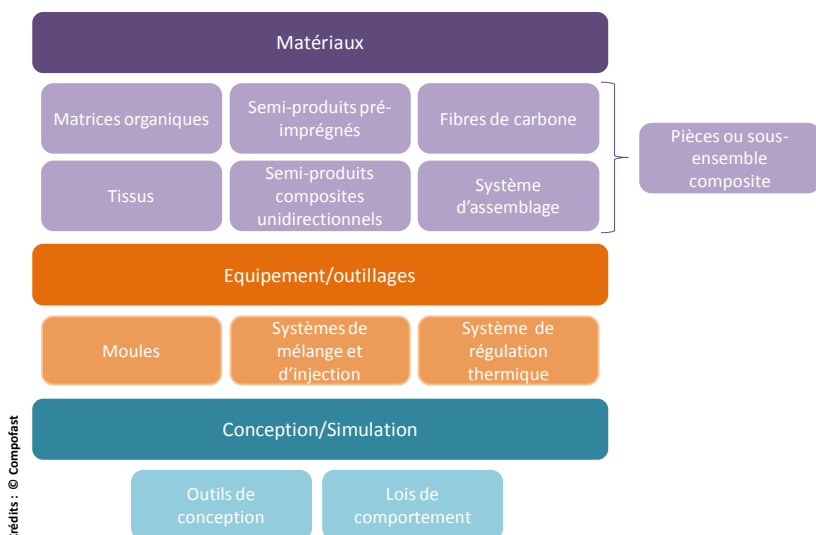 Matériaux
Matrices organiques
Semi-produits pré-
imprégnés
Fibres de carbone
Tissus
Semi-produits
composites
unidirectionnels
Système
d'assemblage
Pièces ou sous-
ensemble
composite
Equipement/outillages
Moules
Systèmes de
mélange et
d'injection
Système de
régulation
thermique
Conception/Simulation
Outils de
conception
Lois de
comportement
Crédits : © Compofast